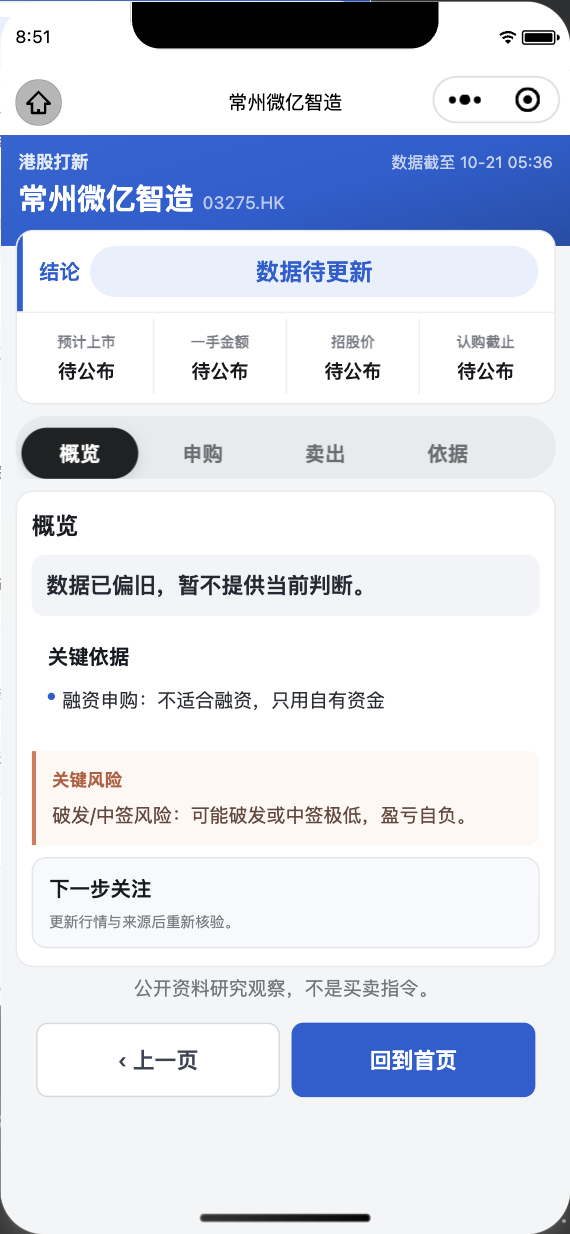 8:51
常州微亿智造
港股打新
数据截至 10-21 05:36
常州微亿智造 03275.HK
结论 数据待更新
预计上市 一手金额 招股价 认购截止
待公布 待公布 待公布 待公布
概览 申购 卖出 依据
概览
数据已偏旧，暂不提供当前判断。
关键依据
• 融资申购：不适合融资，只用自有资金
关键风险
破发/中签风险：可能破发或中签极低，盈亏自负。
下一步关注
更新行情与来源后重新核验。
公开资料研究观察，不是买卖指令。
‹ 上一页 回到首页